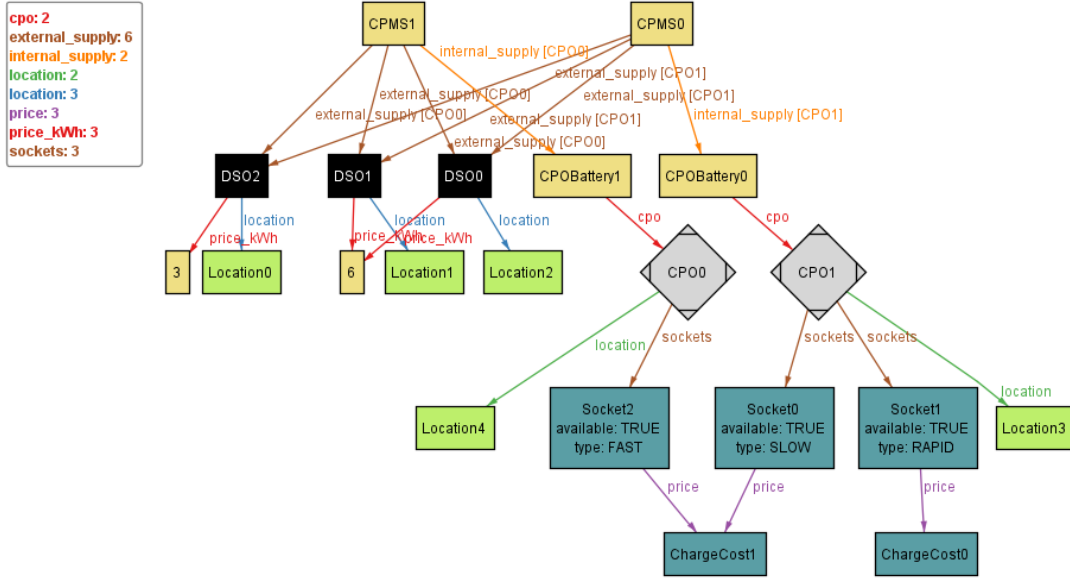 cpo: 2
external_supply: 6
internal_supply: 2
location: 2
location: 3
price: 3
price_kWh: 3
sockets: 3
CPMS1
CPMS0
internal_supply [CPO0]
external_supply [CPO1]
external_supply [CPO0]
external_supply [CPO1]
external_supply [CPO0]
external_supply [CPO1]
internal_supply [CPO1]
external_supply [CPO0]
DSO2
DSO1
DSO0
CPOBattery1
CPOBattery0
location
location
location
cpo
cpo
price_kWh
price_kWh
price_kWh
3
Location0
6
Location1
Location2
CPO0
CPO1
location
sockets
sockets
sockets
location
Location4
Socket2
available: TRUE
type: FAST
Socket0
available: TRUE
type: SLOW
Socket1
available: TRUE
type: RAPID
Location3
price
price
price
ChargeCost1
ChargeCost0